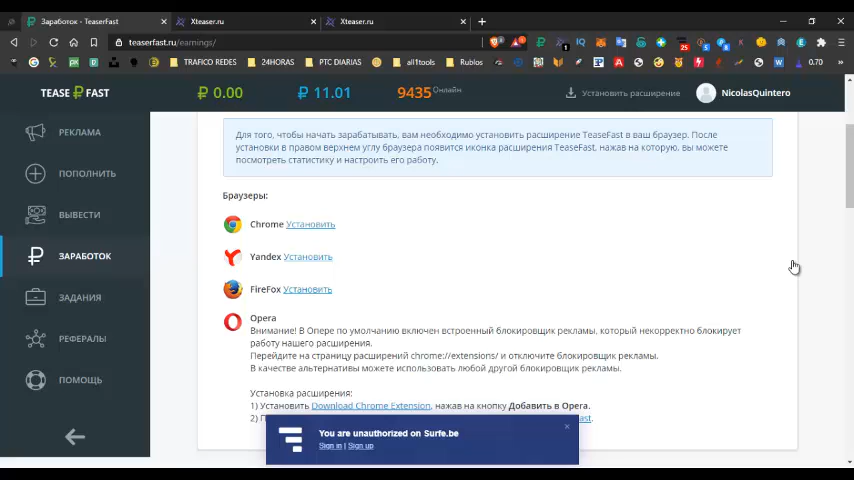 Заработок - TeaserFast
Xteaser.ru
Xteaser.ru
teaserfast.ru/earnings/
TRAFICO REDES
24HORAS
PTC DIARIAS
all1tools
Rublos
0.70
TEASE FAST
0.00
11.01
9435 Онлайн
Установить расширение
NicolasQuintero
РЕКЛАМА
ПОПОЛНИТЬ
ВЫВЕСТИ
ЗАРАБОТОК
ЗАДАНИЯ
РЕФЕРАЛЫ
ПОМОЩЬ
Для того, чтобы начать зарабатывать, вам необходимо установить расширение TeaseFast в ваш браузер. После
установки в правом верхнем углу браузера появится иконка расширения TeaseFast, нажав на которую, вы можете
посмотреть статистику и настроить его работу.
Браузеры:
Chrome Установить
Yandex Установить
FireFox Установить
Opera
Внимание! В Опере по умолчанию включен встроенный блокировщик рекламы, который некорректно блокирует
работу нашего расширения.
Перейдите на страницу расширений chrome://extensions/ и отключите блокировщик рекламы.
В качестве альтернативы можете использовать любой другой блокировщик рекламы.
Установка расширения:
1) Установить Download Chrome Extension, нажав на кнопку Добавить в Opera.
2)
You are unauthorized on Surfe.be
Sign in | Sign up